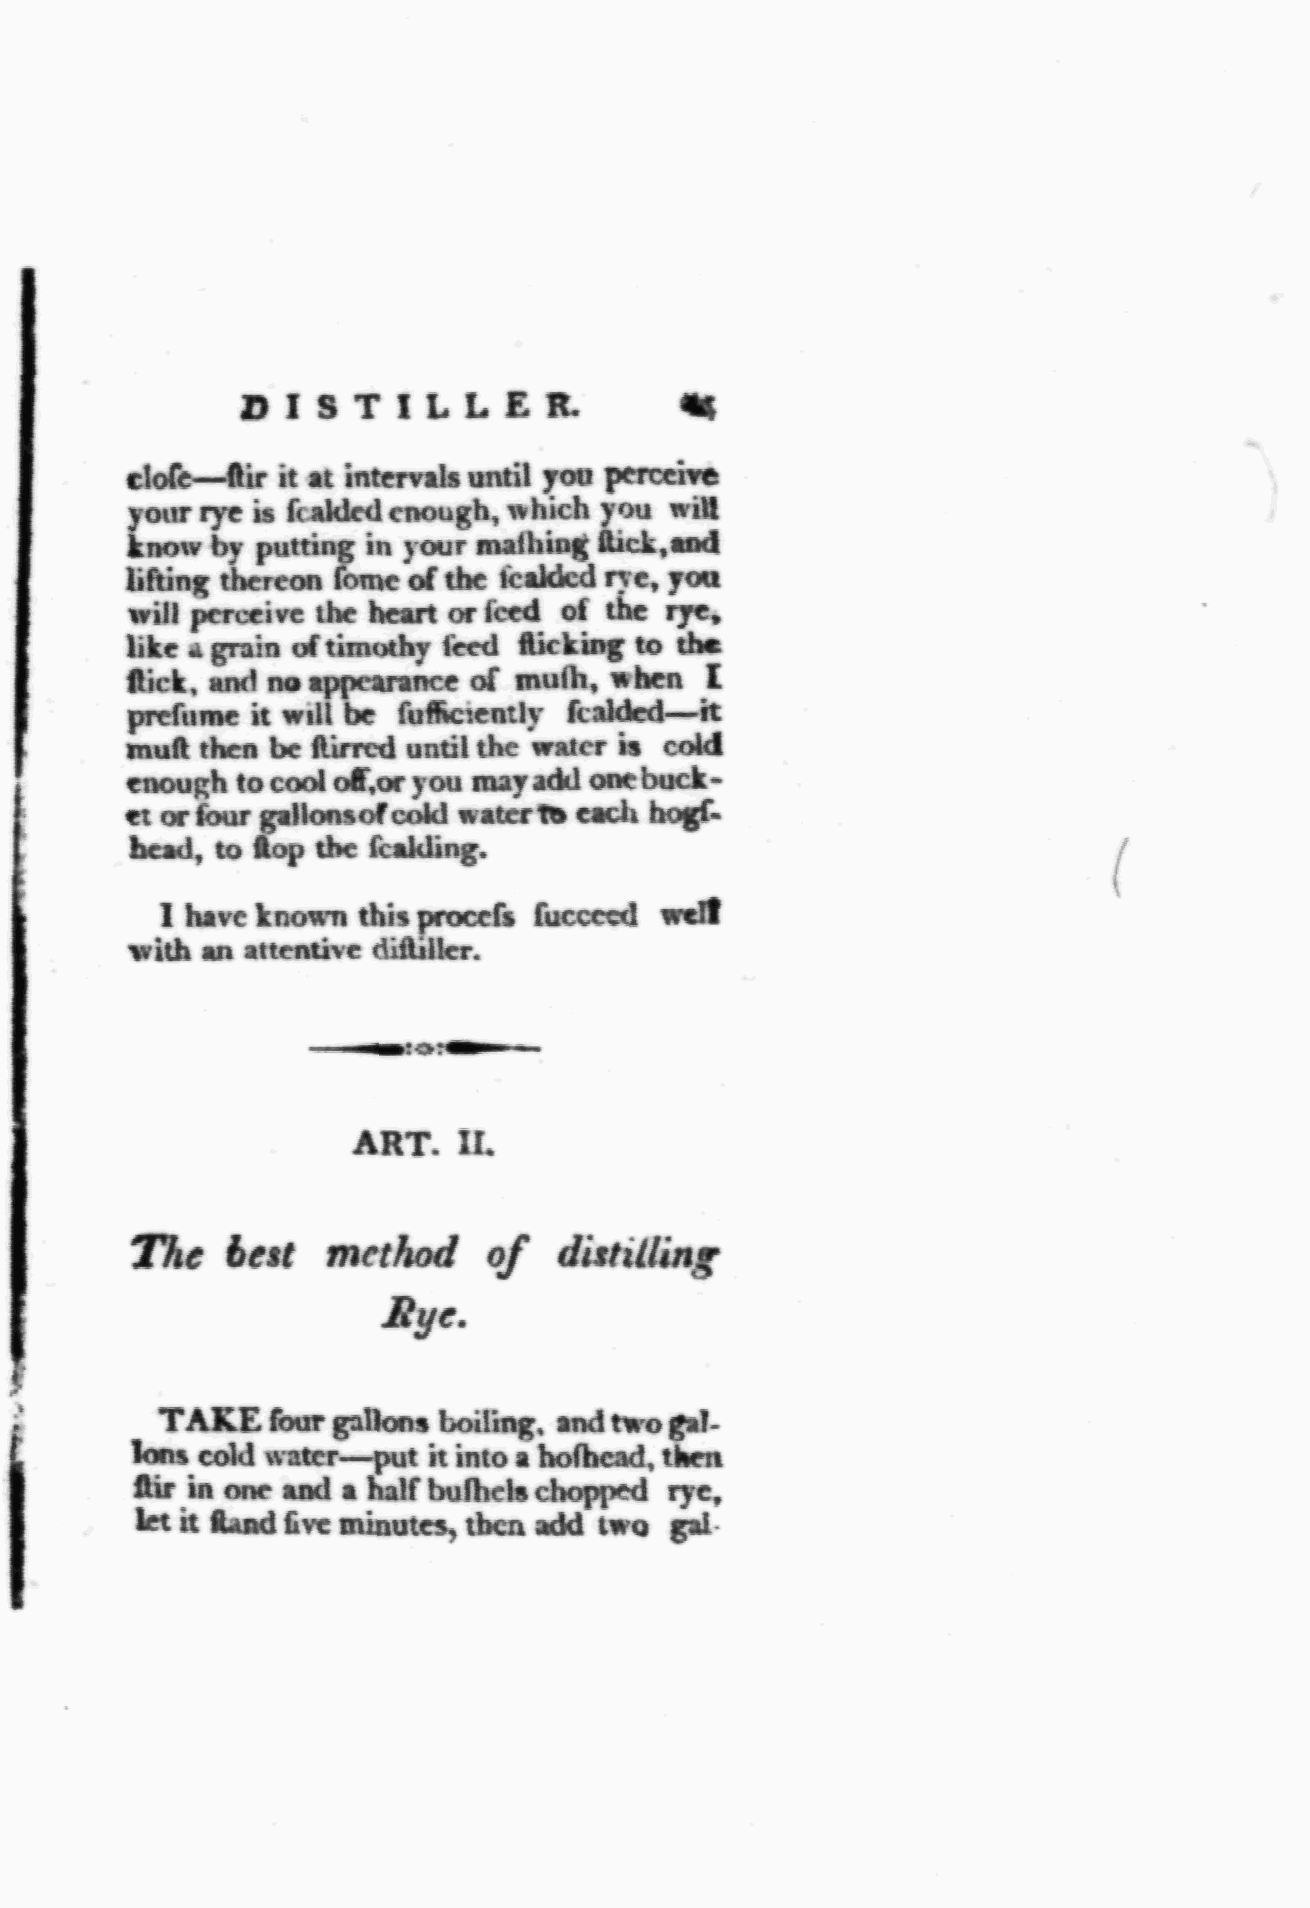 DISTILLER.
cloſe—ſtir it at intervals until you perceive
your rye is ſcalded enough, which you will
know by putting in your maſhing ſtick, and
lifting thereon ſome of the ſcalded rye, you
will perceive the heart or ſeed of the rye,
like a grain of timothy ſeed ſticking to the
ſtick, and no appearance of muſh, when I
preſume it will be ſufficiently ſcalded—it
muſt then be ſtirred until the water is cold
enough to cool off, or you may add one buck-
et or four gallons of cold water to each hogſ-
head, to ſtop the ſcalding.
I have known this proceſs ſucceed well
with an attentive diſtiller.
ART. II.
The best method of distilling
Rye.
TAKE four gallons boiling, and two gal-
lons cold water—put it into a hoſhead, then
ſtir in one and a half buſhels chopped rye,
let it ſtand five minutes, then add two gal-